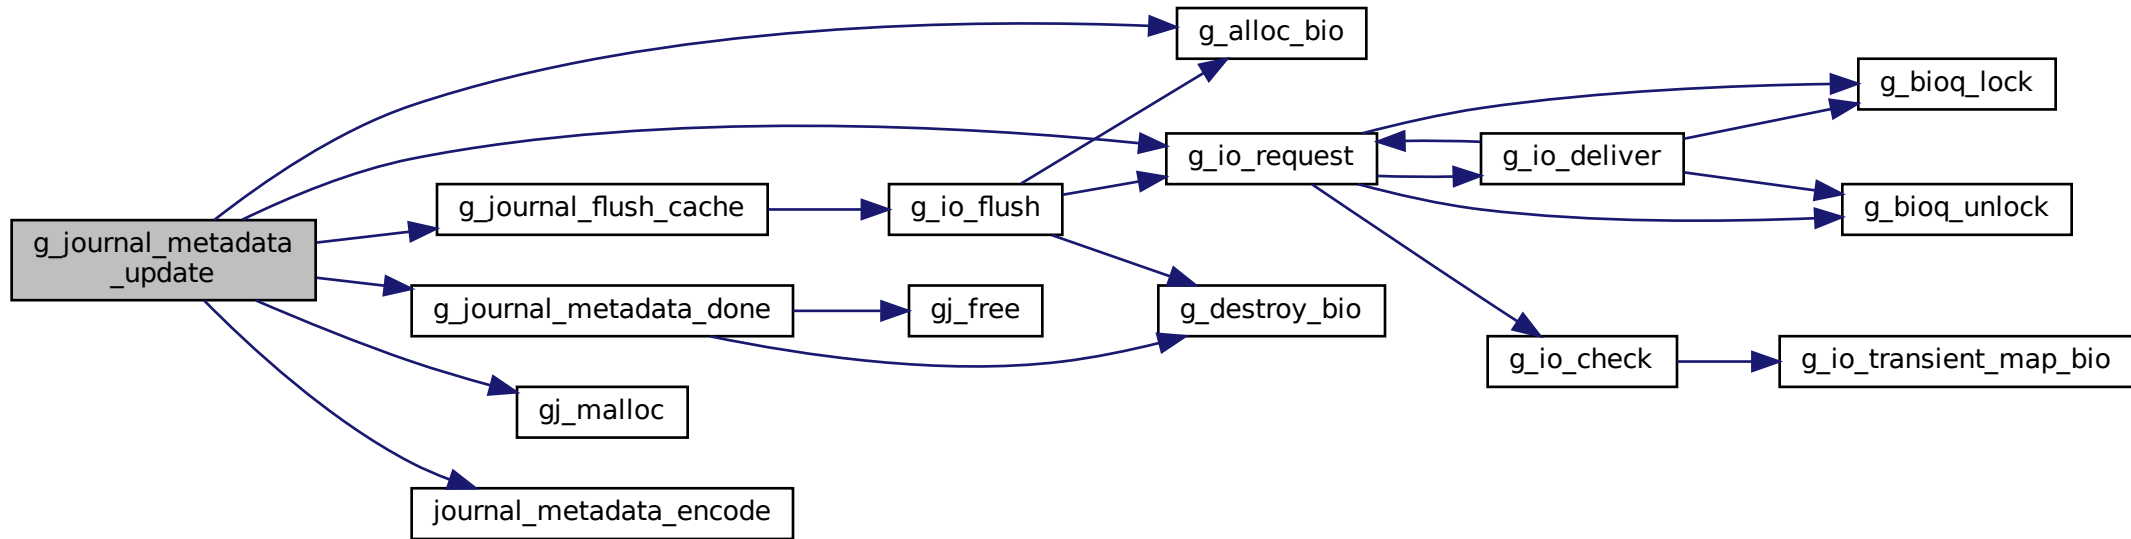 g_alloc_bio
g_bioq_lock
g_io_request
g_io_deliver
g_journal_flush_cache
g_io_flush
g_bioq_unlock
g_journal_metadata
_update
g_journal_metadata_done
gj_free
g_destroy_bio
g_io_check
g_io_transient_map_bio
gj_malloc
journal_metadata_encode